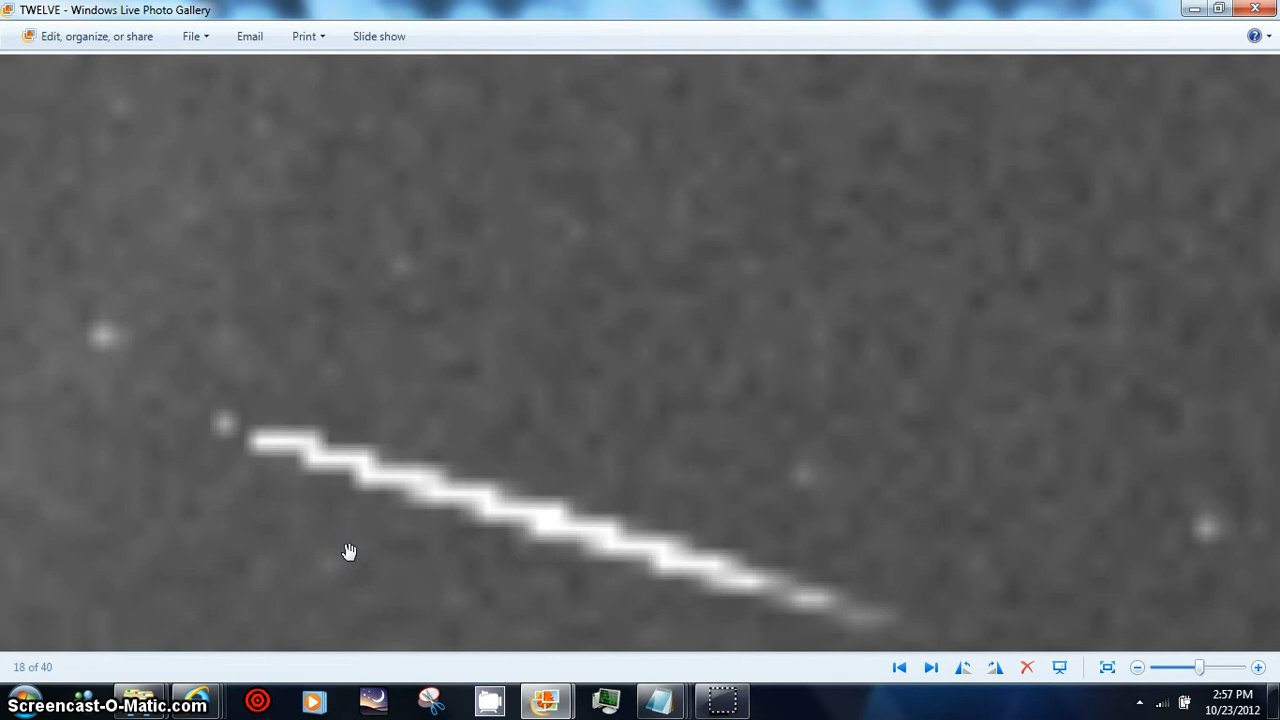 TWELVE - Windows Live Photo Gallery
Edit, organize, or share File Email Print Slide show
18 of 40
2:57 PM
10/23/2012
Screencast-O-Matic.com